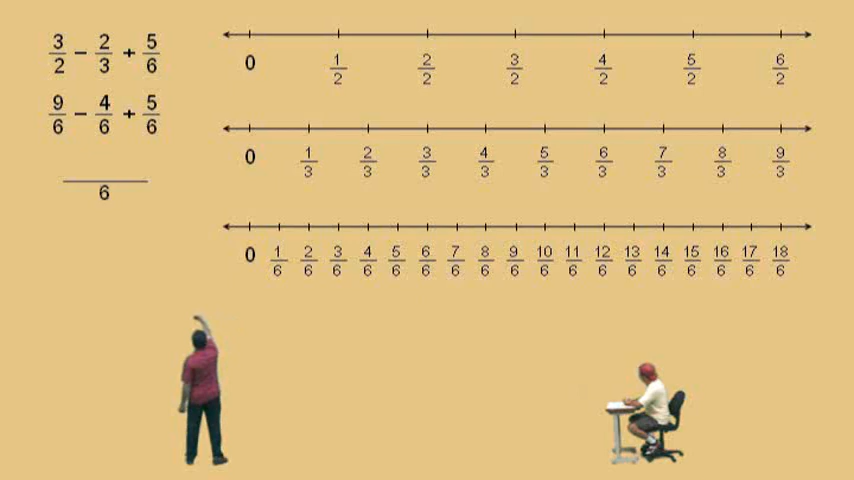 3/2 − 2/3 + 5/6
9/6 − 4/6 + 5/6
/6
0 1/2 2/2 3/2 4/2 5/2 6/2
0 1/3 2/3 3/3 4/3 5/3 6/3 7/3 8/3 9/3
0 1/6 2/6 3/6 4/6 5/6 6/6 7/6 8/6 9/6 10/6 11/6 12/6 13/6 14/6 15/6 16/6 17/6 18/6